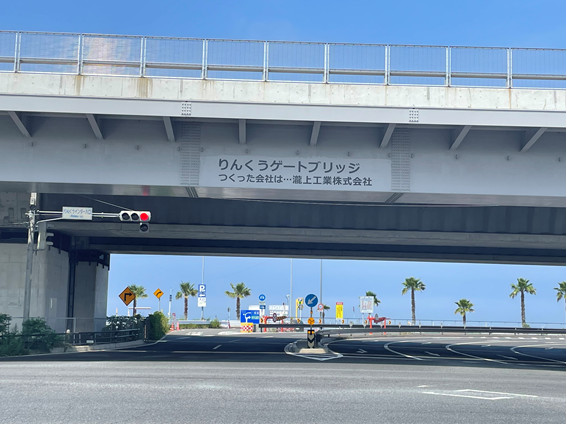 りんくうゲートブリッジ
つくった会社は…瀧上工業株式会社
P